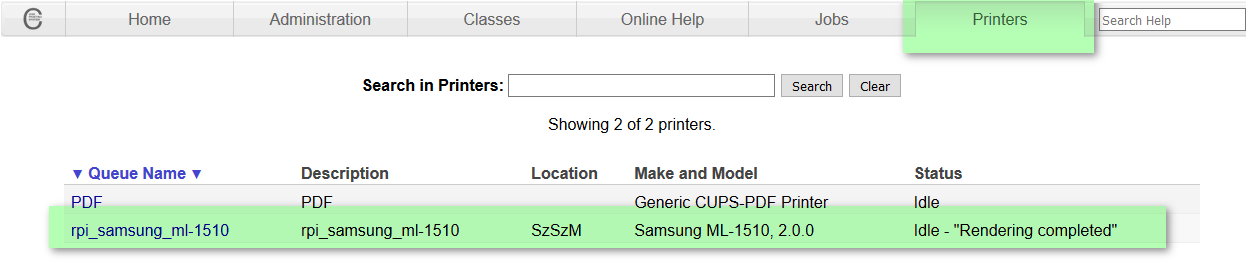 Home Administration Classes Online Help Jobs Printers Search Help
Search in Printers: Search Clear
Showing 2 of 2 printers.
▼ Queue Name ▼ Description Location Make and Model Status
PDF PDF Generic CUPS-PDF Printer Idle
rpi_samsung_ml-1510 rpi_samsung_ml-1510 SzSzM Samsung ML-1510, 2.0.0 Idle - "Rendering completed"